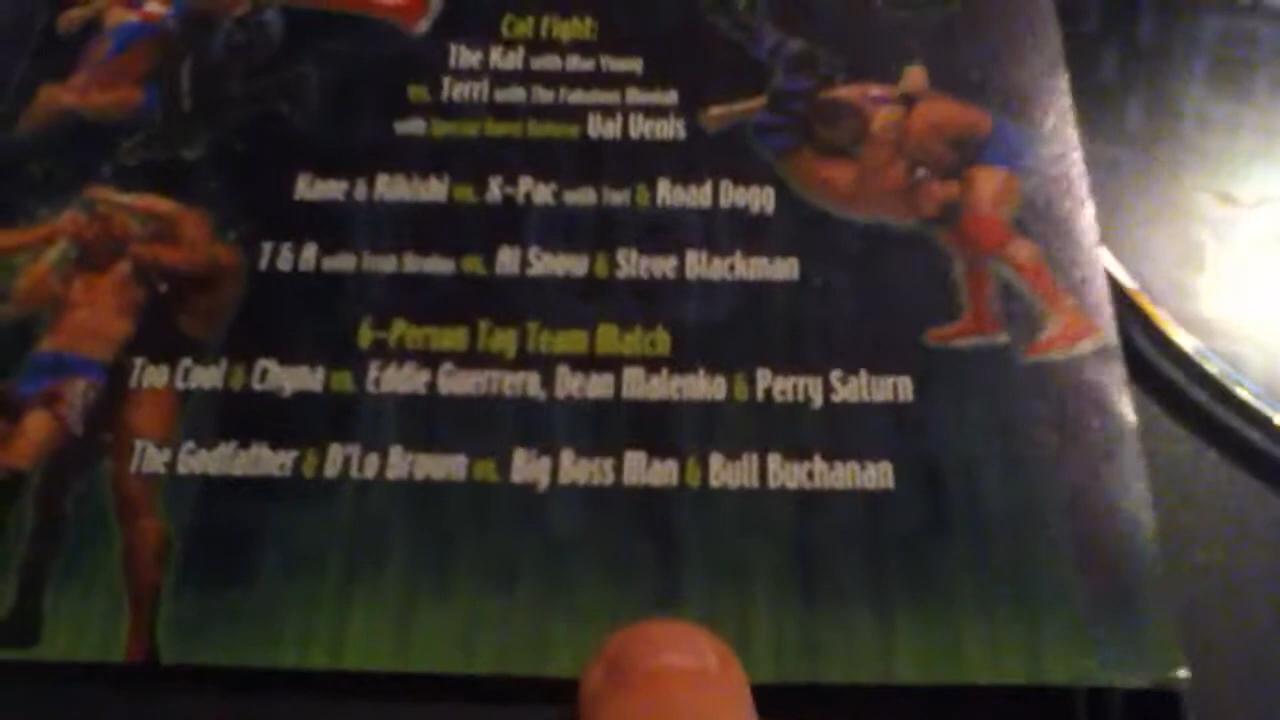 Cat Fight:
The Kat with Mae Young
vs. Terri with The Fabulous Moolah
with Special Guest Referee Val Venis
Kane & Rikishi vs. X-Pac with Tori & Road Dogg
T & A with Trish Stratus vs. Al Snow & Steve Blackman
6-Person Tag Team Match
Too Cool & Chyna vs. Eddie Guerrero, Dean Malenko & Perry Saturn
The Godfather & D'Lo Brown vs. Big Boss Man & Bull Buchanan